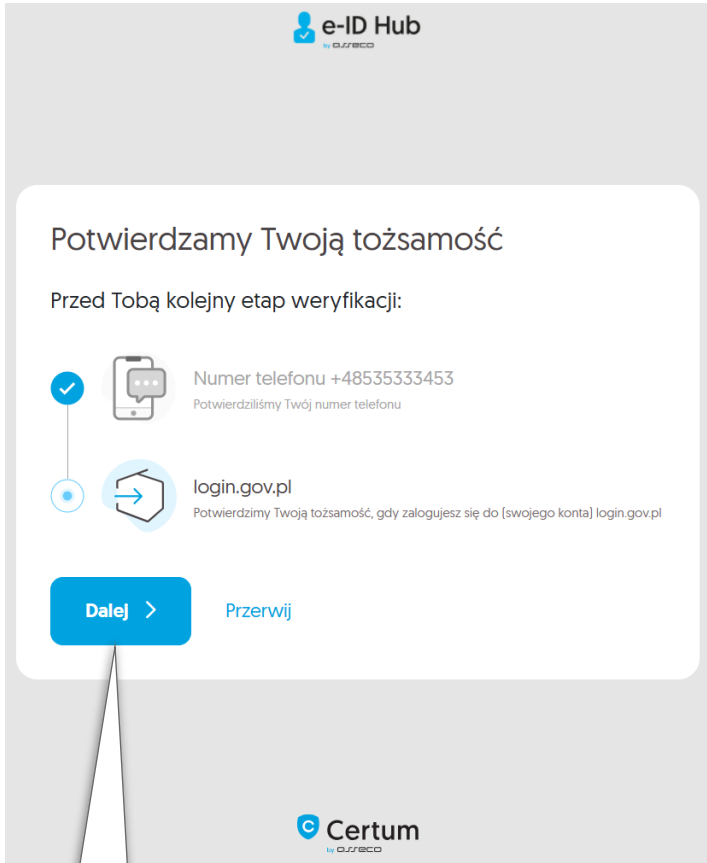 e-ID Hub
by asseco
Potwierdzamy Twoją tożsamość
Przed Tobą kolejny etap weryfikacji:
Numer telefonu +48535333453
Potwierdziliśmy Twój numer telefonu
login.gov.pl
Potwierdzimy Twoją tożsamość, gdy zalogujesz się do (swojego konta) login.gov.pl
Dalej
Przerwij
C
Certum
by asseco